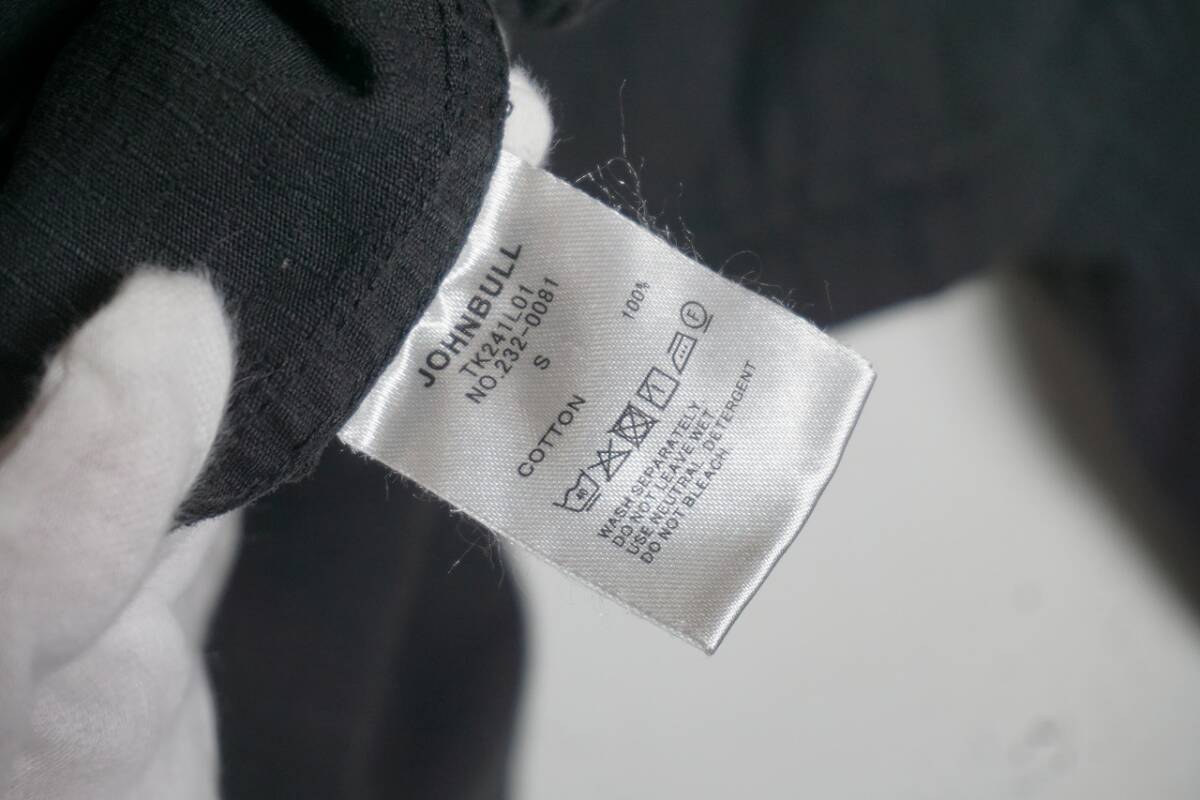 JOHNBULL
TK241L01
NO.232-0081
S
COTTON 100%
40 F
WASH SEPARATELY
DO NOT LEAVE WET
USE NEUTRAL DETERGENT
DO NOT BLEACH.